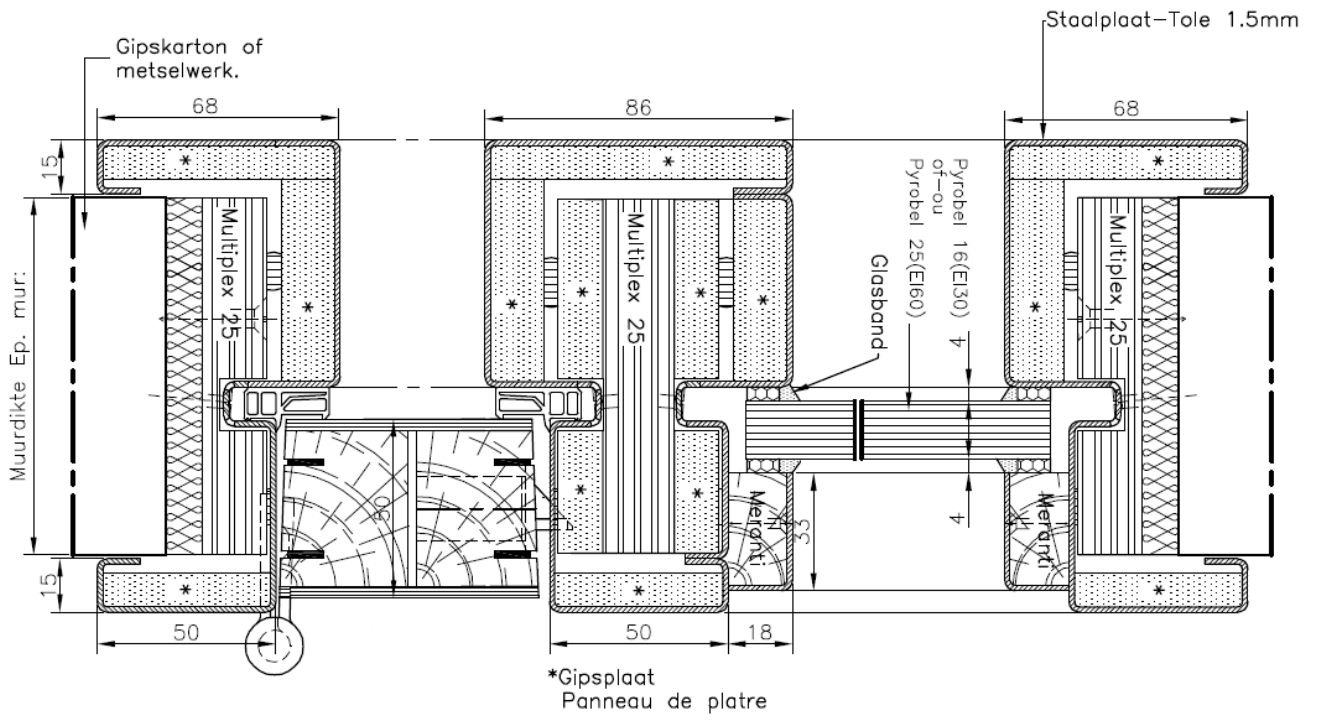 Staalplaat-Tole 1.5mm
Gipskarton of
metselwerk.
68
86
68
15
Pyrobel 16(EI30)
of-ou
Pyrobel 25(EI60)
Glasband
4
4
Muurdikte Ep. mur:
Multiplex 25
*
*
*
*
*
*
*
*
Multiplex 25
*
*
Multiplex 25
50
*
*
Meranti
33
Meranti
15
*
*
*
50
50
18
*Gipsplaat
Panneau de platre